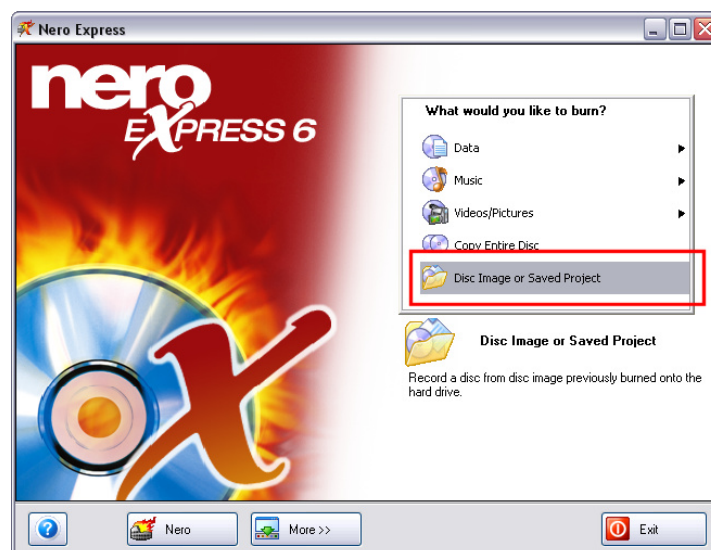 Nero Express
nero
EXPRESS 6
What would you like to burn?
Data
Music
Videos/Pictures
Copy Entire Disc
Disc Image or Saved Project
Disc Image or Saved Project
Record a disc from disc image previously burned onto the
hard drive.
Nero
More >>
Exit